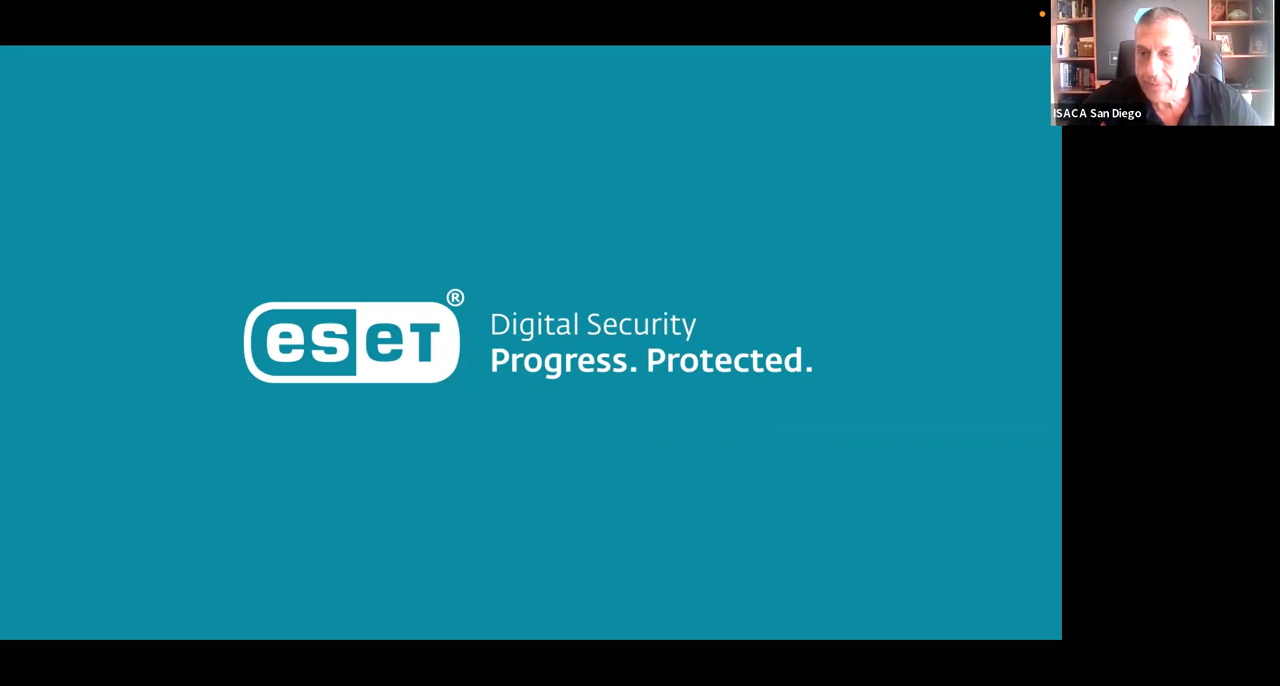 ISACA San Diego
eseT
®
Digital Security
Progress. Protected.